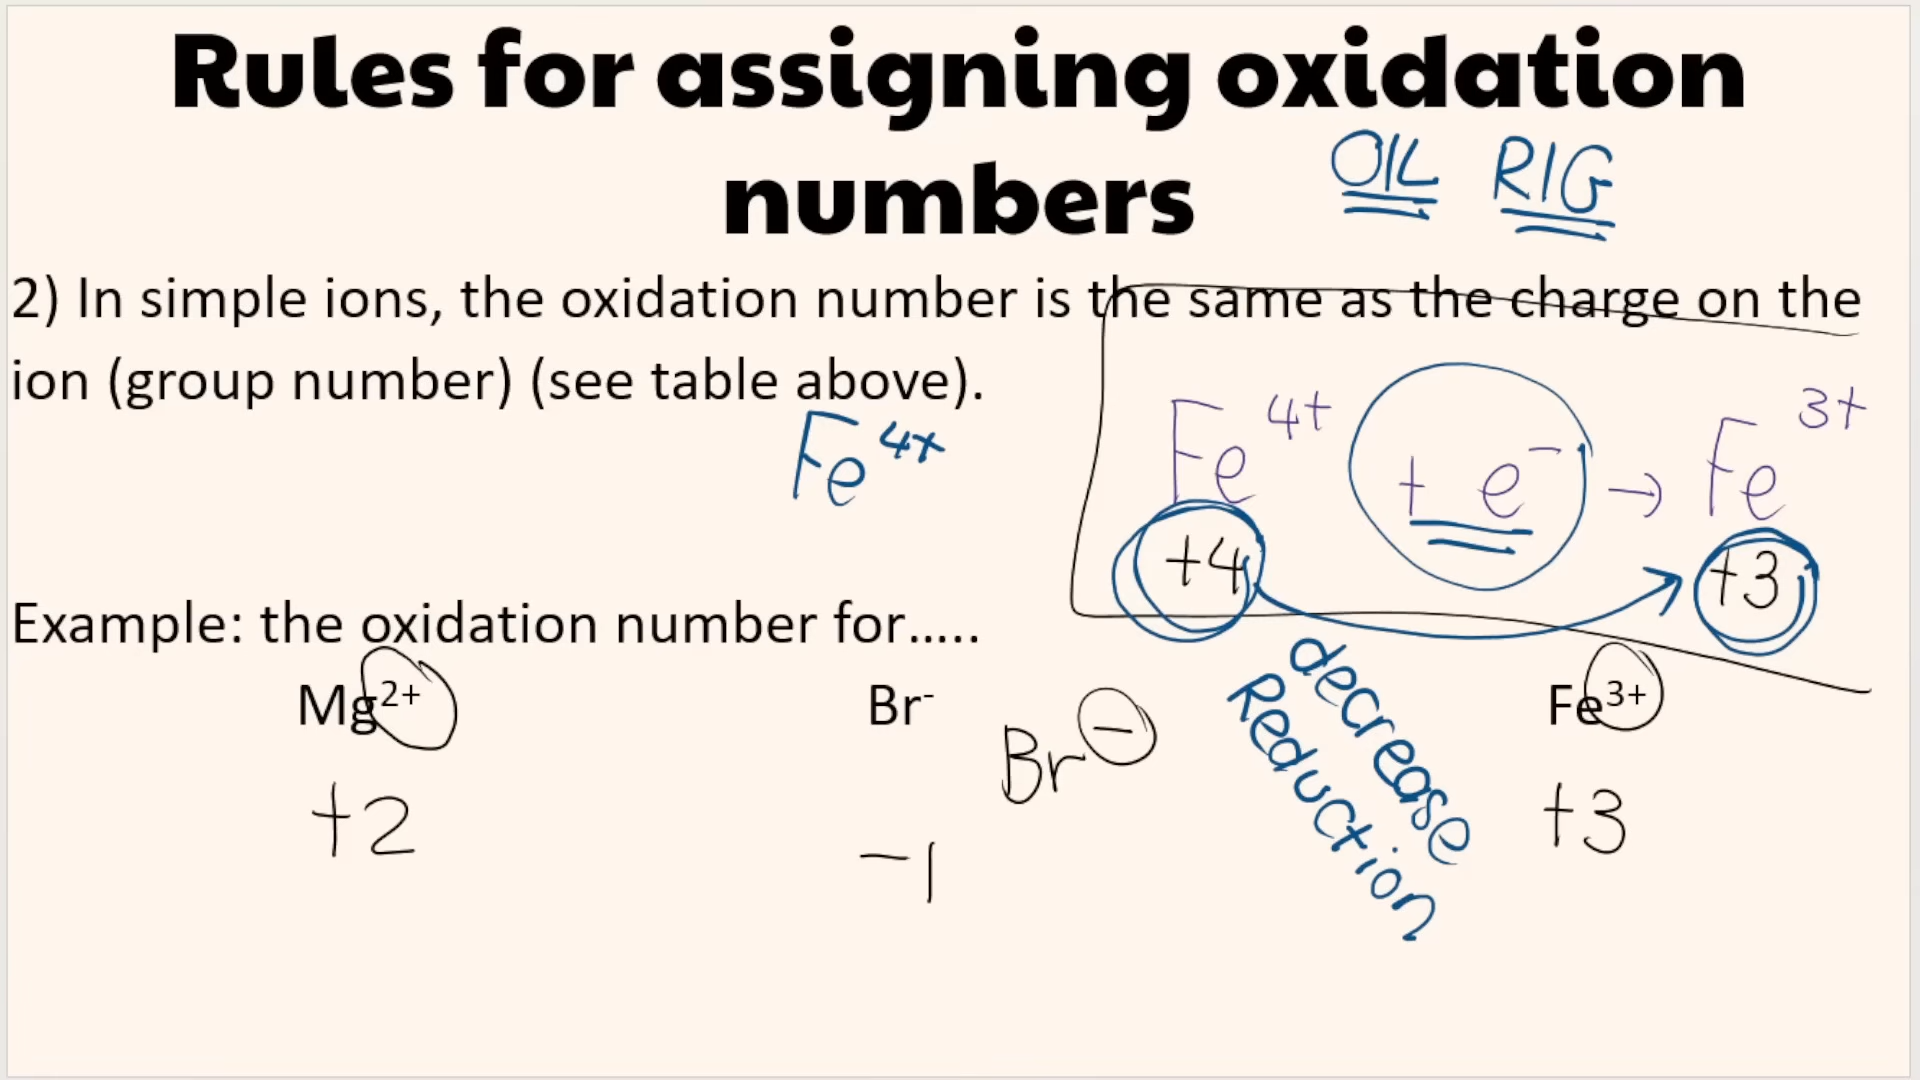 Rules for assigning oxidation
numbers
OIL RIG
2) In simple ions, the oxidation number is the same as the charge on the
ion (group number) (see table above).
Fe⁴⁺
Fe⁴⁺ + e⁻ → Fe³⁺
+4 +3
decrease
Reduction
Example: the oxidation number for…..
Mg²⁺ Br⁻ Fe³⁺
Br⁻
+2 -1 +3